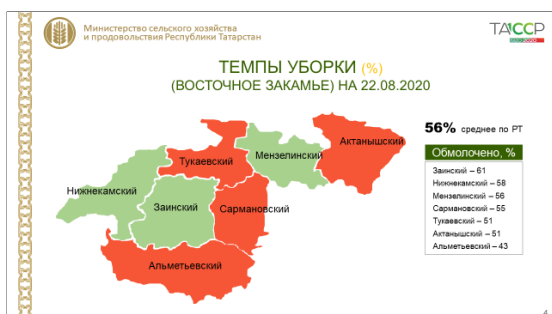 Министерство сельского хозяйства
и продовольствия Республики Татарстан
ТАССР
ТЕМПЫ УБОРКИ (%)
(ВОСТОЧНОЕ ЗАКАМЬЕ) НА 22.08.2020
56% среднее по РТ
Обмолочено, %
Заинский – 61
Нижнекамский – 58
Мензелинский – 56
Сармановский – 55
Тукаевский – 51
Актанышский – 51
Альметьевский – 43
Актанышский
Мензелинский
Тукаевский
Нижнекамский
Заинский
Сармановский
Альметьевский
4